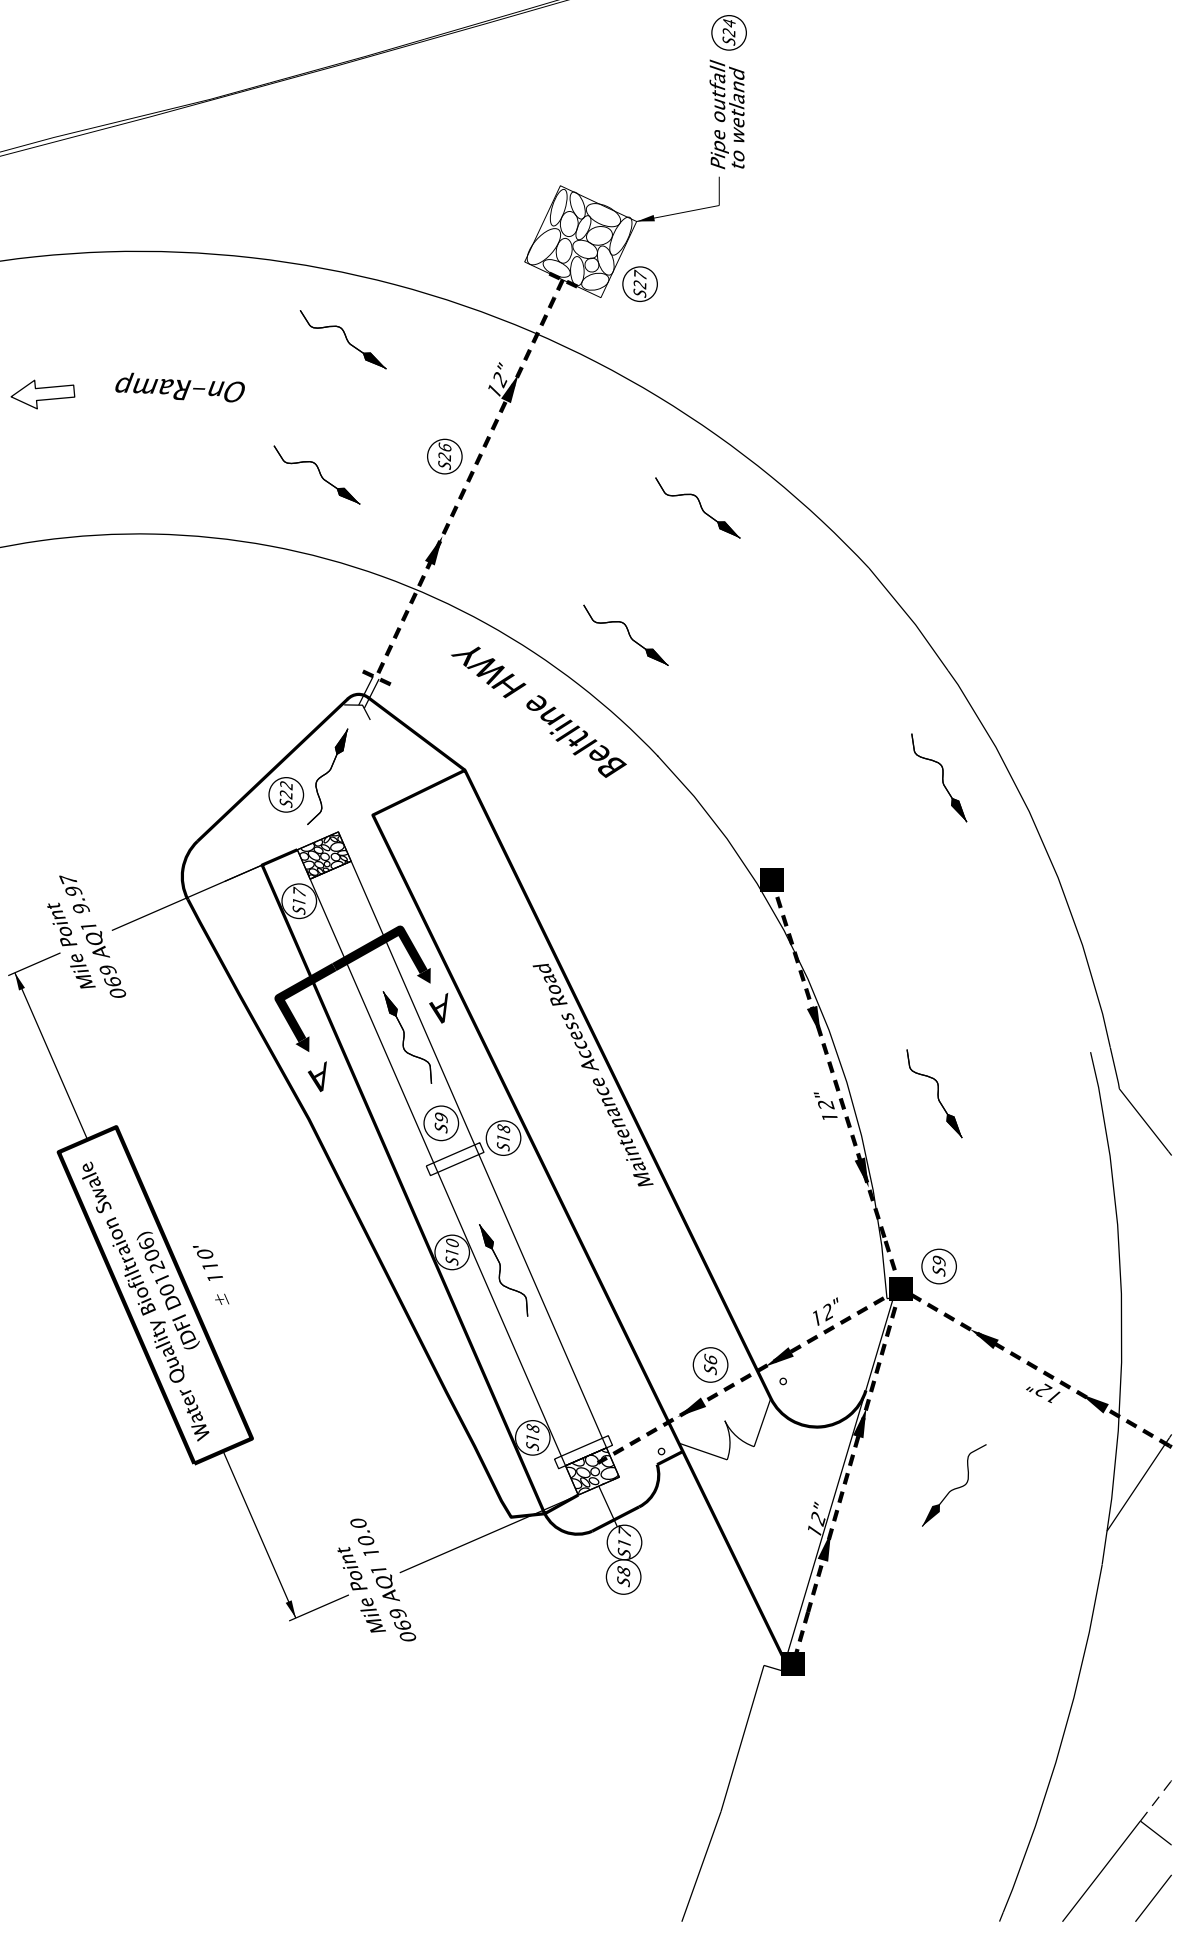 S24
Pipe outfall
to wetland
S27
12"
On-Ramp
S26
Beltline HWY
S22
S17
Mile Point
069 AQ1 9.97
A
A
Maintenance Access Road
S9
S18
12"
S10
Water Quality Biofiltraion Swale
(DFI D01206)
± 110'
S9
12"
S6
12"
S18
12"
Mile Point
069 AQ1 10.0
S17
S8